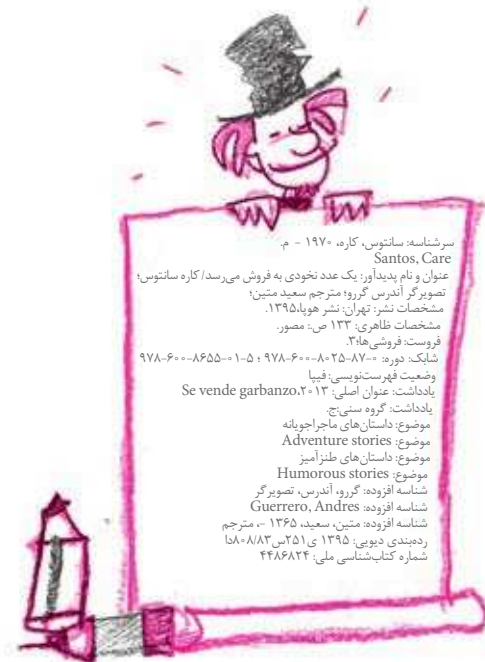 سرشناسه: سانتوس، کاره، ۱۹۷۰ - م.
Santos, Care
عنوان و نام پدیدآور: یک عدد نخودی به فروش می‌رسد/ کاره سانتوس؛
تصویرگر آندرس گررو؛ مترجم سعید متین؛
مشخصات نشر: تهران: نشر هوپا،۱۳۹۵.
مشخصات ظاهری: ۱۳۳ ص.: مصور.
فروست: فروشی‌ها؛۳.
شابک: دوره: ۰-۸۷-۸۰۲۵-۶۰۰-۹۷۸ ؛ ۵-۰۱-۸۶۵۵-۶۰۰-۹۷۸
وضعیت فهرست‌نویسی: فیپا
یادداشت: عنوان اصلی: Se vende garbanzo,۲۰۱۳
یادداشت: گروه سنی:ج.
موضوع: داستان‌های ماجراجویانه
موضوع: Adventure stories
موضوع: داستان‌های طنزآمیز
موضوع: Humorous stories
شناسه افزوده: گررو، آندرس، تصویرگر
شناسه افزوده: Guerrero, Andres
شناسه افزوده: متین، سعید، ۱۳۶۵ -، مترجم
رده‌بندی دیویی: ۱۳۹۵ ی۲۵۱س۸۰۸/۸۳دا
شماره کتاب‌شناسی ملی: ۴۴۸۶۸۲۴